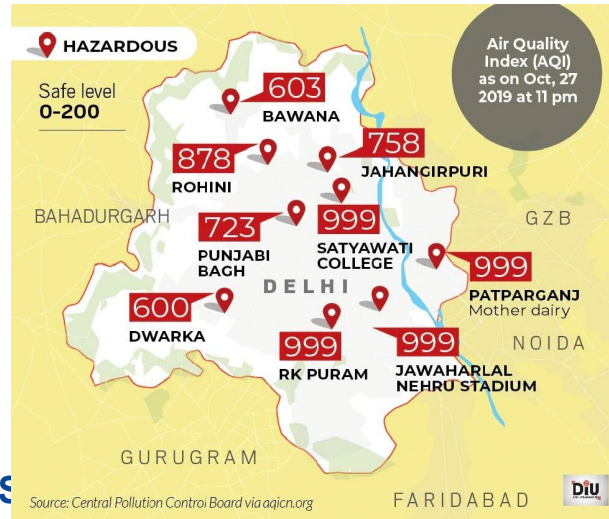 HAZARDOUS
Safe level
0-200
Air Quality
Index (AQI)
as on Oct, 27
2019 at 11 pm
603
BAWANA
878
ROHINI
758
JAHANGIRPURI
BAHADURGARH
723
PUNJABI
BAGH
999
SATYAWATI
COLLEGE
GZB
999
PATPARGANJ
Mother dairy
DELHI
600
DWARKA
999
RK PURAM
999
JAWAHARLAL
NEHRU STADIUM
NOIDA
GURUGRAM
S
Source: Central Pollution Control Board via aqicn.org
FARIDABAD
DIU